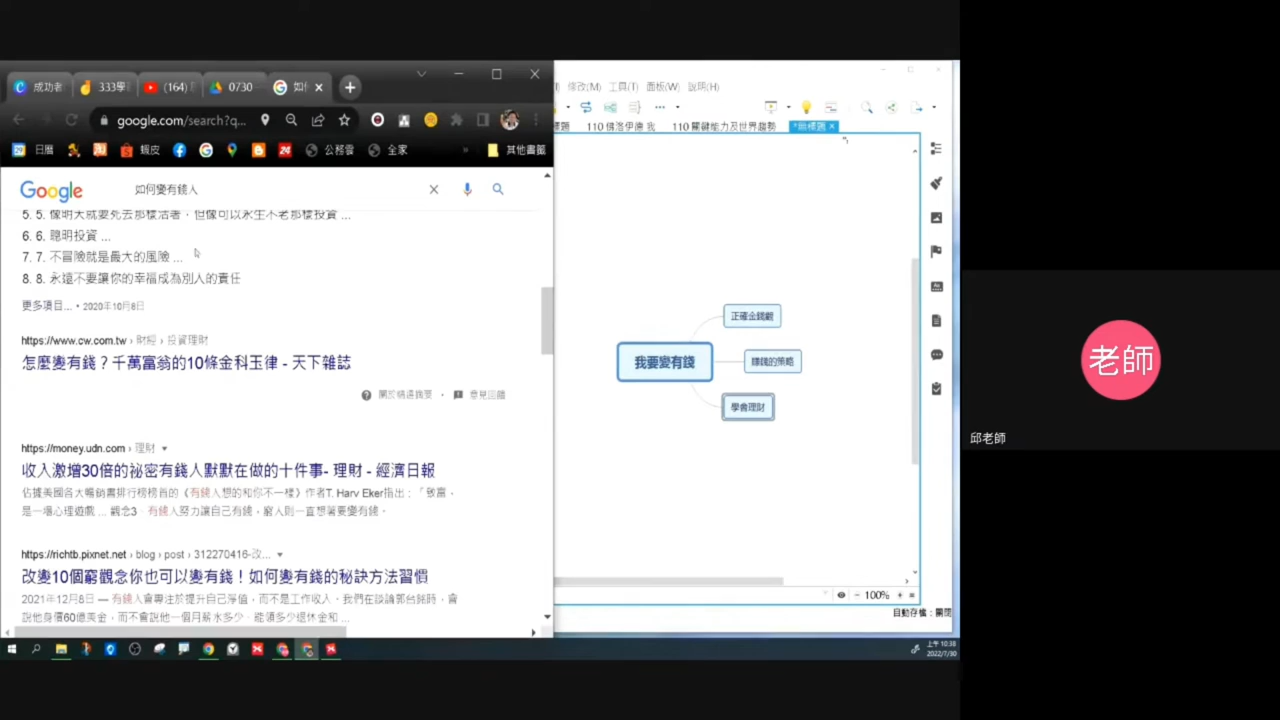 成功者
333學
(164)
0730
如
google.com/search?q...
日曆
蝦皮
公務雲
全家
其他書籤
Google
如何變有錢人
5. 5. 像明天就要死去那樣活著,但像可以永生不老那樣投資 ...
6. 6. 聰明投資 ...
7. 7. 不冒險就是最大的風險 ...
8. 8. 永遠不要讓你的幸福成為別人的責任
更多項目... • 2020年10月8日
https://www.cw.com.tw › 財經 › 投資理財
怎麼變有錢?千萬富翁的10條金科玉律 - 天下雜誌
關於精選摘要 • 意見回饋
https://money.udn.com › 理財
收入激增30倍的祕密有錢人默默在做的十件事- 理財 - 經濟日報
佔據美國各大暢銷書排行榜榜首的《有錢人想的和你不一樣》作者T. Harv Eker指出:「致富,
是一場心理遊戲 ... 觀念3、有錢人努力讓自己有錢,窮人則一直想著要變有錢。
https://richtb.pixnet.net › blog › post › 312270416-改...
改變10個窮觀念你也可以變有錢!如何變有錢的秘訣方法習慣
2021年12月8日 — 有錢人會專注於提升自己淨值,而不是工作收入。我們在談論郭台銘時,會
說他身價60億美金,而不會說他一個月薪水多少、能領多少退休金和 ...
修改(M) 工具(T) 面板(W) 說明(H)
110 佛洛伊德 我
110 關鍵能力及世界趨勢
*無標題
正確金錢觀
我要變有錢
賺錢的策略
學會理財
100%
自動存檔:關閉
上午 10:38
2022/7/30
老師
邱老師